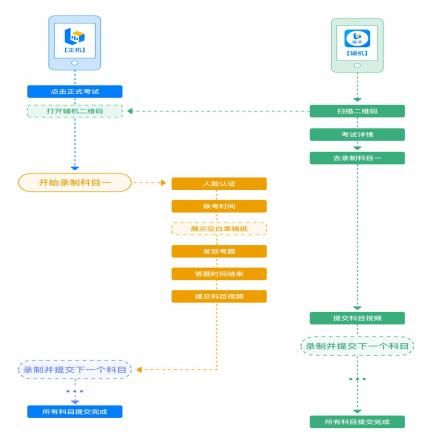 【主机】
点击正式考试
打开辅机二维码
开始录制科目一
人脸认证
候考时间
展示空白草稿纸
发放考题
答题时间结束
提交科目视频
录制并提交下一个科目
所有科目提交完成
【辅机】
扫描二维码
考试详情
去录制科目一
提交科目视频
录制并提交下一个科目
所有科目提交完成